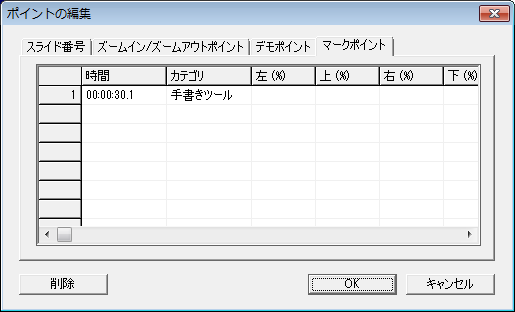 ポイントの編集
スライド番号 ズームイン/ズームアウトポイント デモポイント マークポイント
時間 カテゴリ 左 (%) 上 (%) 右 (%) 下 (%)
1 00:00:30.1 手書きツール
削除 OK キャンセル